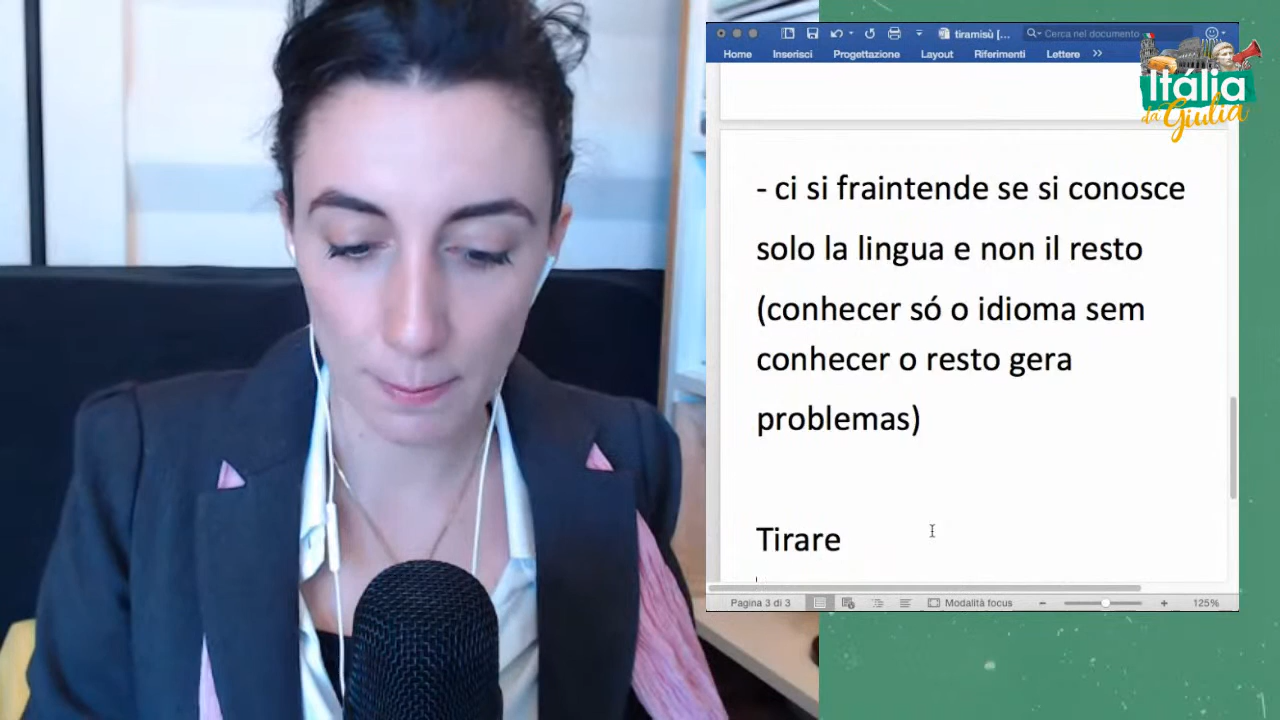 tiramisù [...
Cerca nel documento
Home Inserisci Progettazione Layout Riferimenti Lettere >>
Itália
da Giulia
- ci si fraintende se si conosce
solo la lingua e non il resto
(conhecer só o idioma sem
conhecer o resto gera
problemas)
Tirare
Pagina 3 di 3 Modalità focus 125%